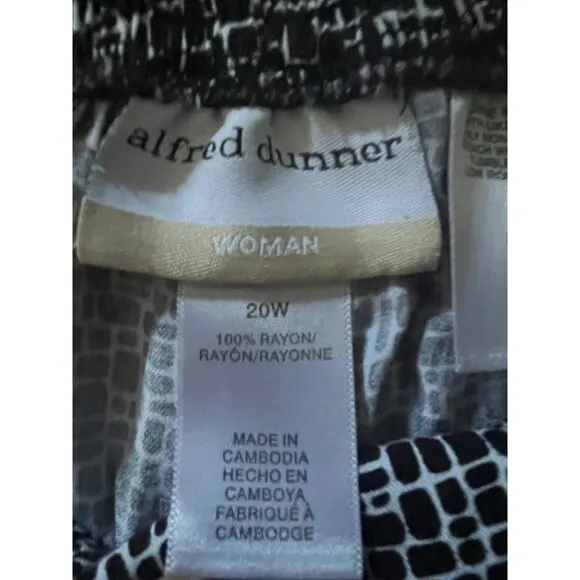 alfred dunner
WOMAN
20W
100% RAYON/
RAYÓN/RAYONNE
MADE IN
CAMBODIA
HECHO EN
CAMBOYA
FABRIQUÉ À
CAMBODGE